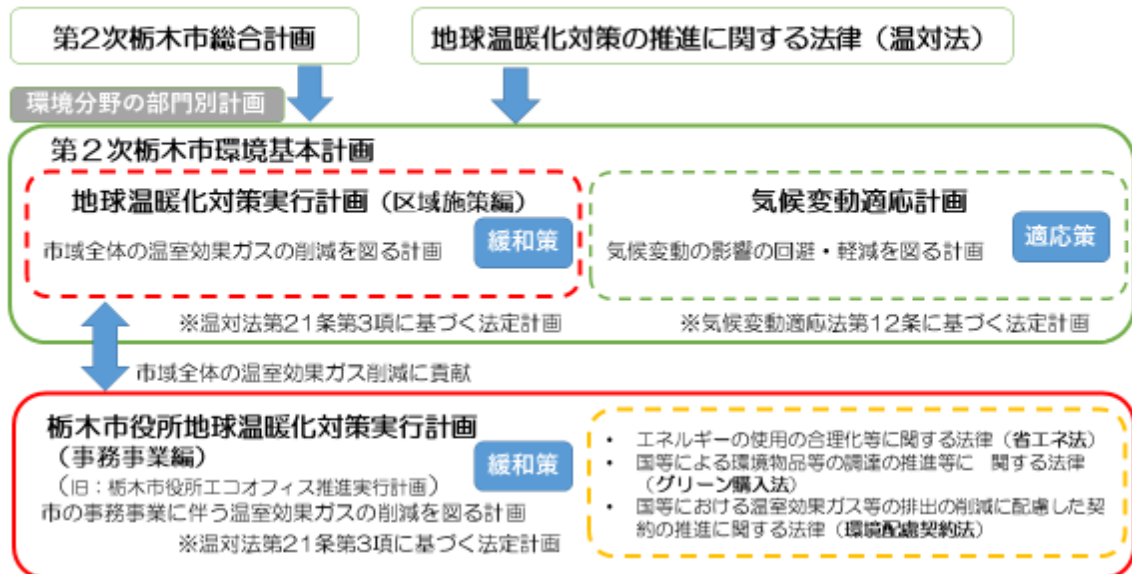 第2次栃木市総合計画
地球温暖化対策の推進に関する法律（温対法）
環境分野の部門別計画
第２次栃木市環境基本計画
地球温暖化対策実行計画（区域施策編）
緩和策
市域全体の温室効果ガスの削減を図る計画
※温対法第21条第3項に基づく法定計画
気候変動適応計画
適応策
気候変動の影響の回避・軽減を図る計画
※気候変動適応法第12条に基づく法定計画
市域全体の温室効果ガス削減に貢献
栃木市役所地球温暖化対策実行計画
（事務事業編）
緩和策
（旧：栃木市役所エコオフィス推進実行計画）
市の事務事業に伴う温室効果ガスの削減を図る計画
※温対法第21条第3項に基づく法定計画
• エネルギーの使用の合理化等に関する法律（省エネ法）
• 国等による環境物品等の調達の推進等に 関する法律
（グリーン購入法）
• 国等における温室効果ガス等の排出の削減に配慮した契
約の推進に関する法律（環境配慮契約法）